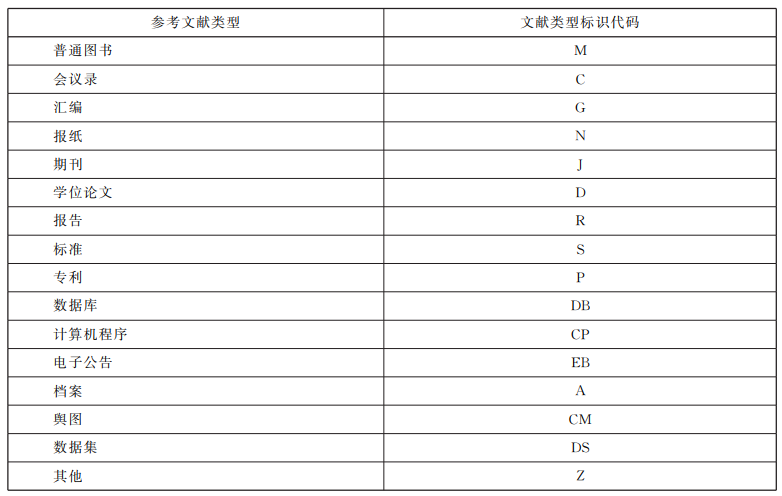 参考文献类型 文献类型标识代码
普通图书 M
会议录 C
汇编 G
报纸 N
期刊 J
学位论文 D
报告 R
标准 S
专利 P
数据库 DB
计算机程序 CP
电子公告 EB
档案 A
舆图 CM
数据集 DS
其他 Z